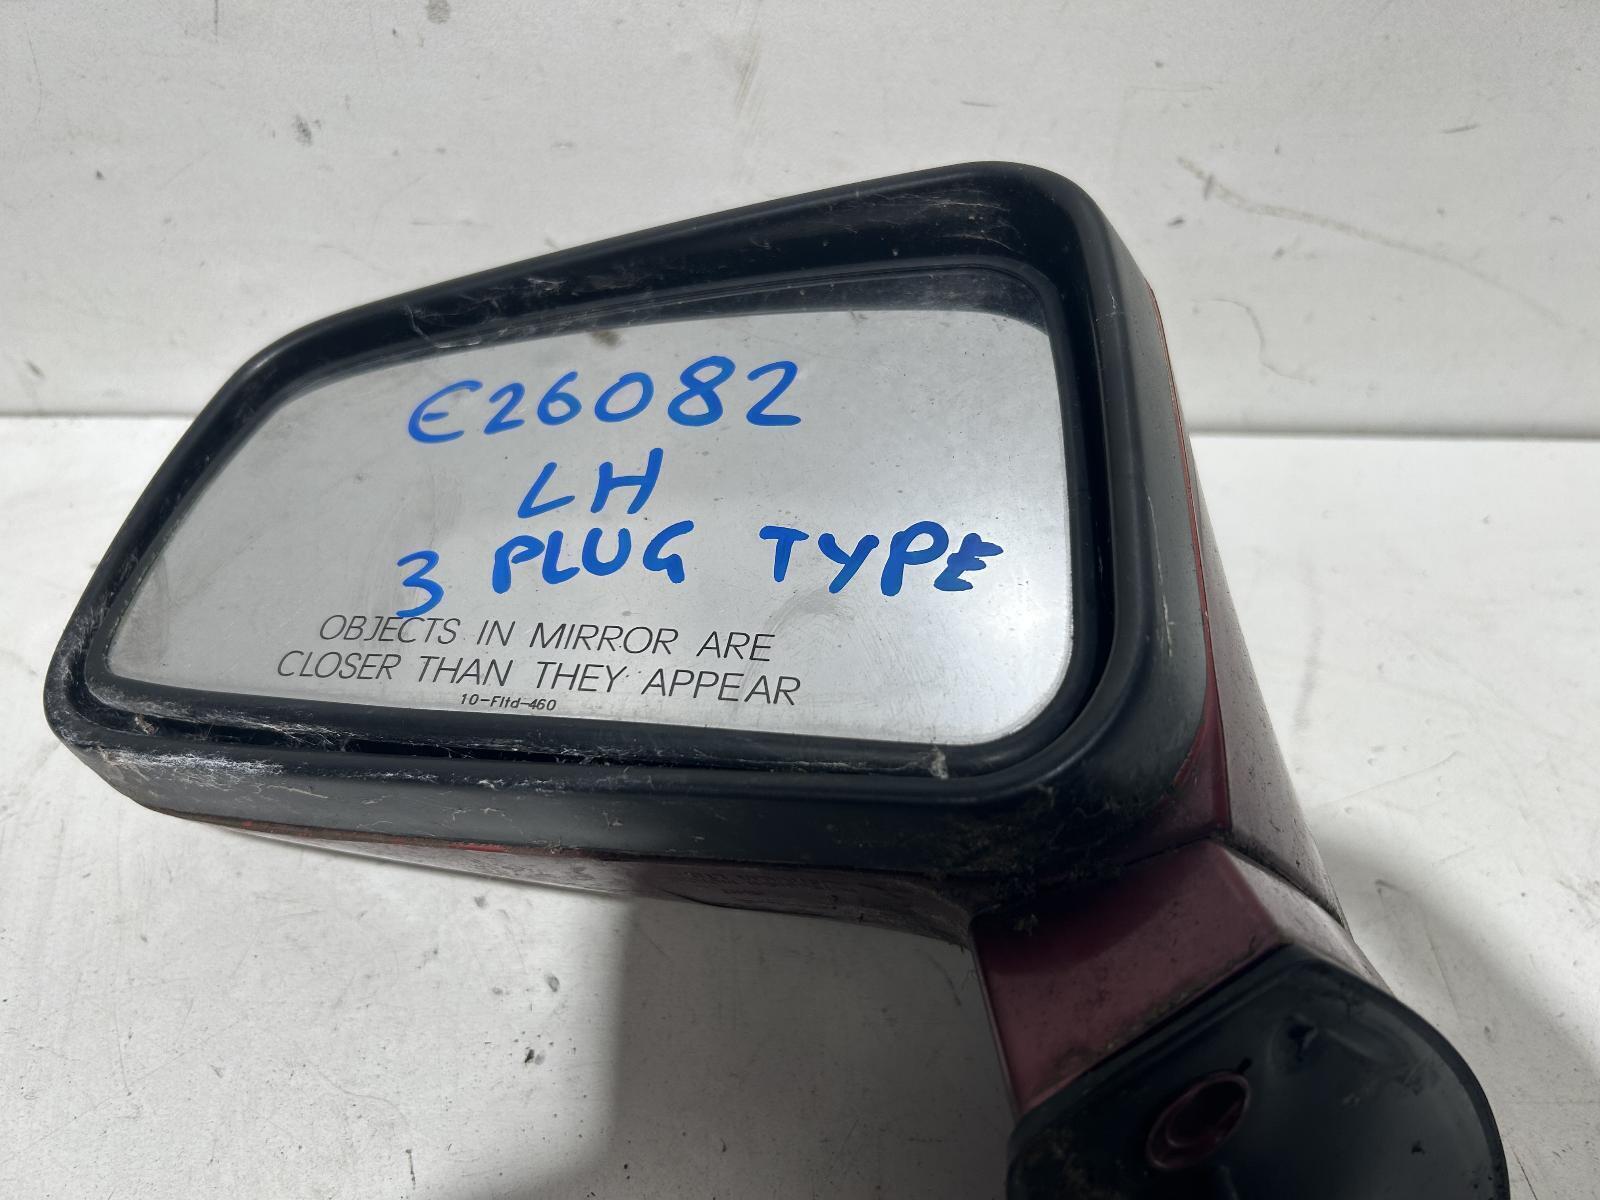 E26082
LH
3 PLUG TYPE
OBJECTS IN MIRROR ARE
CLOSER THAN THEY APPEAR
10-Fltd-460